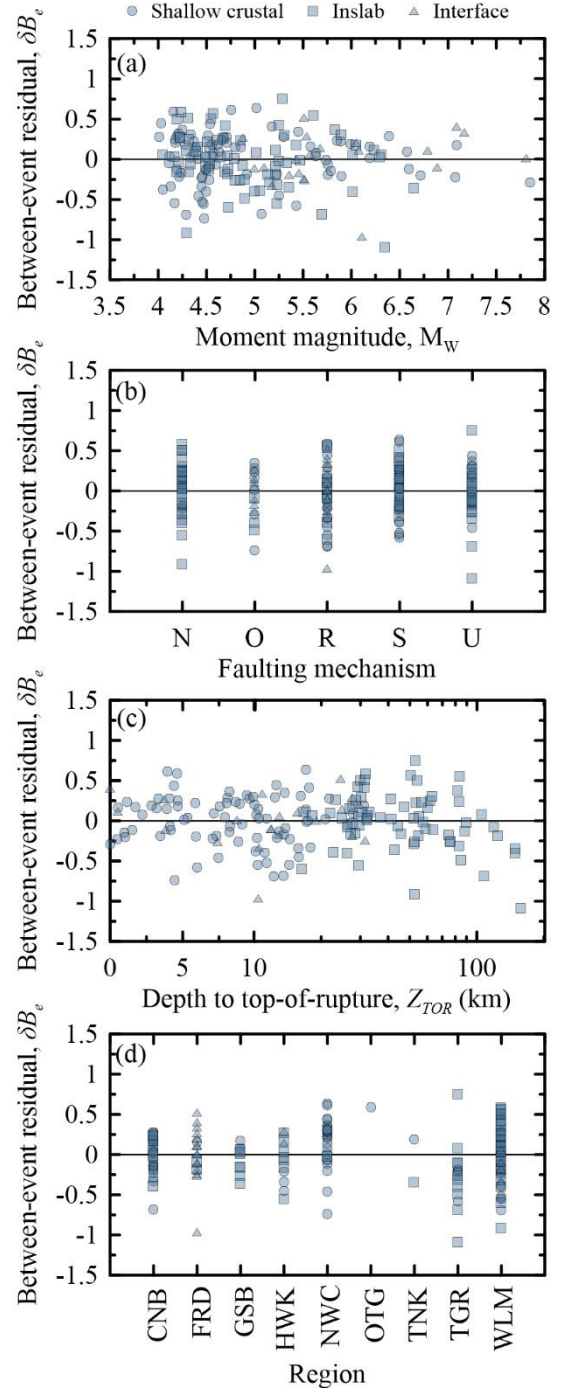 Shallow crustal Inslab Interface
Between-event residual, δBe
(a)
1.5
1
0.5
0
-0.5
-1
-1.5
3.5 4 4.5 5 5.5 6 6.5 7 7.5 8
Moment magnitude, MW
Between-event residual, δBe
(b)
1.5
1
0.5
0
-0.5
-1
-1.5
N O R S U
Faulting mechanism
Between-event residual, δBe
(c)
1.5
1
0.5
0
-0.5
-1
-1.5
0 5 10 100
Depth to top-of-rupture, ZTOR (km)
Between-event residual, δBe
(d)
1.5
1
0.5
0
-0.5
-1
-1.5
CNB FRD GSB HWK NWC OTG TNK TGR WLM
Region